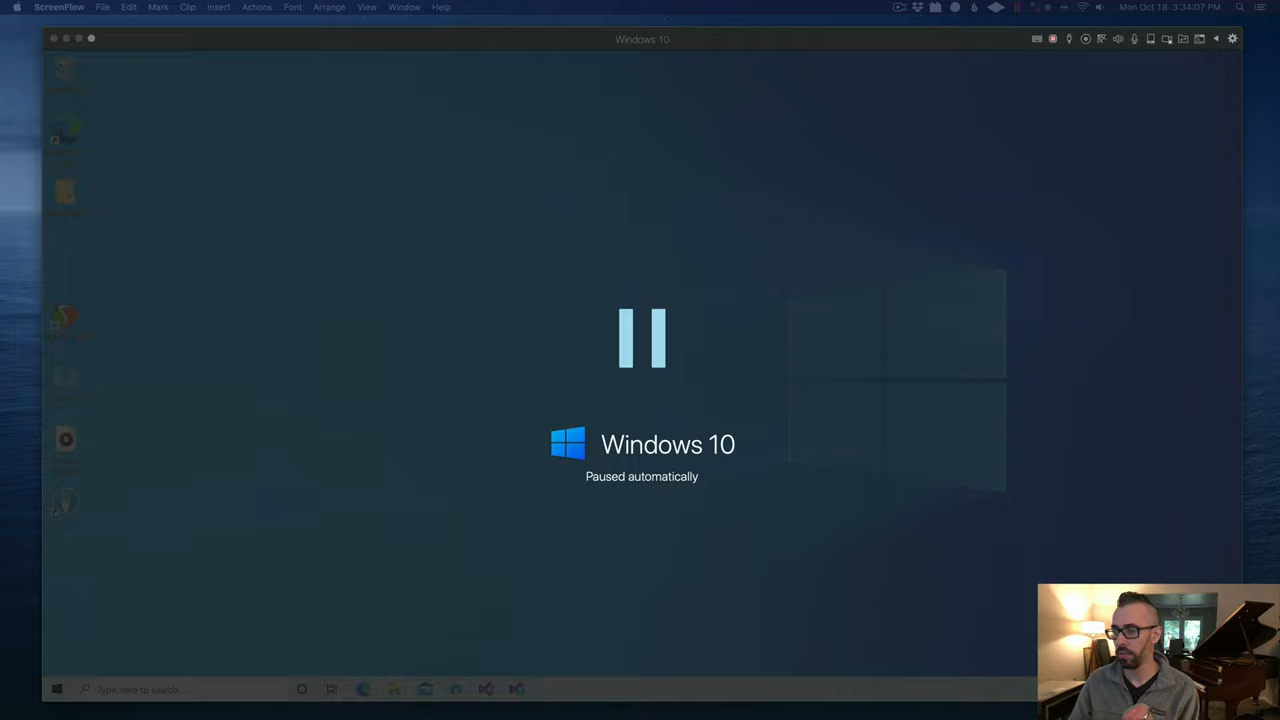 ScreenFlow File Edit Mark Clip Insert Actions Font Arrange View Window Help Mon Oct 18 3:34:07 PM
Windows 10
Windows 10
Paused automatically
Type here to search